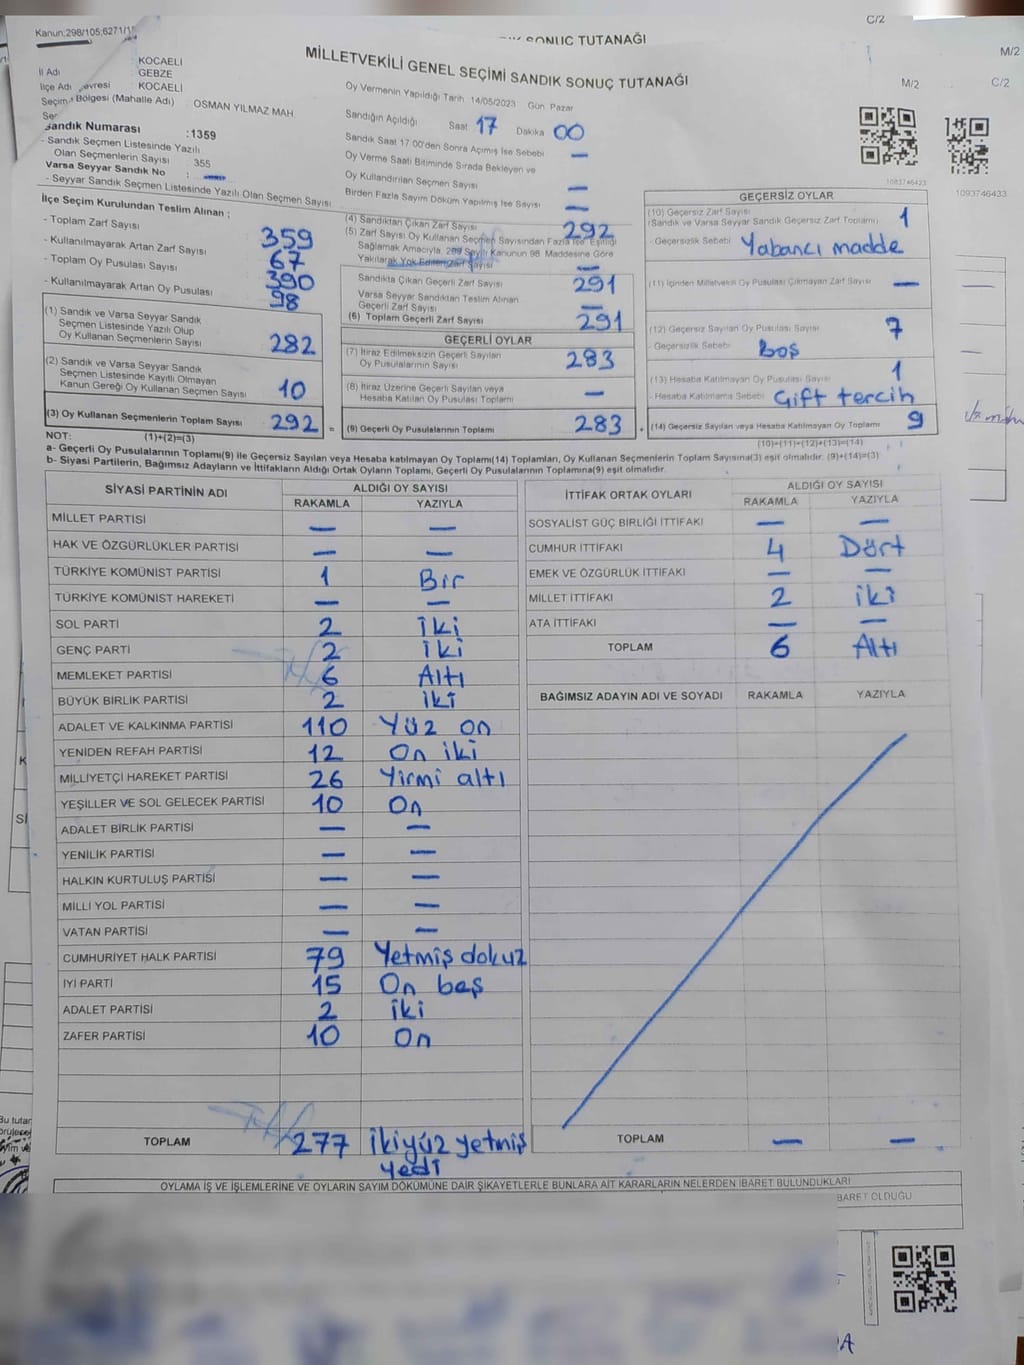 C/2
Kanun;298/105;6271/1
SONUÇ TUTANAĞI
M/2
MİLLETVEKİLİ GENEL SEÇİMİ SANDIK SONUÇ TUTANAĞI
M/2
C/2
İl Adı KOCAELİ
İlçe Adı GEBZE
Seçim Çevresi KOCAELİ
Seçim Bölgesi (Mahalle Adı) OSMAN YILMAZ MAH.
Sandık Numarası :1359
- Sandık Seçmen Listesinde Yazılı
Olan Seçmenlerin Sayısı : 355
Varsa Seyyar Sandık No : —
- Seyyar Sandık Seçmen Listesinde Yazılı Olan Seçmen Sayısı
Oy Vermenin Yapıldığı Tarih 14/05/2023 Gün Pazar
Sandığın Açıldığı Saat 17 Dakika 00
Sandık Saat 17:00'den Sonra Açımış İse Sebebi —
Oy Verme Saati Bitiminde Sırada Bekleyen ve
Oy Kullandırılan Seçmen Sayısı —
Birden Fazla Sayım Döküm Yapılmış İse Sayısı —
1093746423
1093746433
İlçe Seçim Kurulundan Teslim Alınan ;
- Toplam Zarf Sayısı 359
- Kullanılmayarak Artan Zarf Sayısı 67
- Toplam Oy Pusulası Sayısı 390
- Kullanılmayarak Artan Oy Pusulası 98
(1) Sandık ve Varsa Seyyar Sandık
Seçmen Listesinde Yazılı Olup
Oy Kullanan Seçmenlerin Sayısı 282
(2) Sandık ve Varsa Seyyar Sandık
Seçmen Listesinde Kayıtlı Olmayan
Kanun Gereği Oy Kullanan Seçmen Sayısı 10
(3) Oy Kullanan Seçmenlerin Toplam Sayısı 292 =
(4) Sandıktan Çıkan Zarf Sayısı 292
(5) Zarf Sayısı Oy Kullanan Seçmen Sayısından Fazla İse, Eşitliği
Sağlamak Amacıyla, 298 Sayılı Kanunun 98. Maddesine Göre
Yakılarak Yok Edilen Zarf Sayısı —
Sandıkta Çıkan Geçerli Zarf Sayısı 291
Varsa Seyyar Sandıktan Teslim Alınan
Geçerli Zarf Sayısı —
(6) Toplam Geçerli Zarf Sayısı 291
GEÇERLİ OYLAR
(7) İtiraz Edilmeksizin Geçerli Sayılan
Oy Pusulalarının Sayısı 283
(8) İtiraz Üzerine Geçerli Sayılan veya
Hesaba Katılan Oy Pusulası Toplamı —
(9) Geçerli Oy Pusulalarının Toplamı 283 +
GEÇERSİZ OYLAR
(10) Geçersiz Zarf Sayısı
(Sandık ve Varsa Seyyar Sandık Geçersiz Zarf Toplamı) 1
- Geçersizlik Sebebi Yabancı madde
(11) İçinden Milletvekili Oy Pusulası Çıkmayan Zarf Sayısı —
(12) Geçersiz Sayılan Oy Pusulası Sayısı 7
- Geçersizlik Sebebi Boş
(13) Hesaba Katılmayan Oy Pusulası Sayısı 1
- Hesaba Katılmama Sebebi Çift tercih
(14) Geçersiz Sayılan veya Hesaba Katılmayan Oy Toplamı 9
NOT: (1)+(2)=(3)
(10)+(11)+(12)+(13)=(14)
a- Geçerli Oy Pusulalarının Toplamı(9) ile Geçersiz Sayılan veya Hesaba katılmayan Oy Toplamı(14) Toplamları, Oy Kullanan Seçmenlerin Toplam Sayısına(3) eşit olmalıdır. (9)+(14)=(3)
b- Siyasi Partilerin, Bağımsız Adayların ve İttifakların Aldığı Ortak Oyların Toplamı, Geçerli Oy Pusulalarının Toplamına(9) eşit olmalıdır.
SİYASİ PARTİNİN ADI ALDIĞI OY SAYISI
RAKAMLA YAZIYLA
MİLLET PARTİSİ — —
HAK VE ÖZGÜRLÜKLER PARTİSİ — —
TÜRKİYE KOMÜNİST PARTİSİ 1 Bir
TÜRKİYE KOMÜNİST HAREKETİ — —
SOL PARTİ 2 iki
GENÇ PARTİ 2 iki
MEMLEKET PARTİSİ 6 Altı
BÜYÜK BİRLİK PARTİSİ 2 iki
ADALET VE KALKINMA PARTİSİ 110 Yüz on
YENİDEN REFAH PARTİSİ 12 On iki
MİLLİYETÇİ HAREKET PARTİSİ 26 Yirmi altı
YEŞİLLER VE SOL GELECEK PARTİSİ 10 On
ADALET BİRLİK PARTİSİ — —
YENİLİK PARTİSİ — —
HALKIN KURTULUŞ PARTİSİ — —
MİLLİ YOL PARTİSİ — —
VATAN PARTİSİ — —
CUMHURİYET HALK PARTİSİ 79 Yetmiş dokuz
İYİ PARTİ 15 On beş
ADALET PARTİSİ 2 iki
ZAFER PARTİSİ 10 On
TOPLAM 277 ikiyüz yetmiş
yedi
İTTİFAK ORTAK OYLARI ALDIĞI OY SAYISI
RAKAMLA YAZIYLA
SOSYALİST GÜÇ BİRLİĞİ İTTİFAKI — —
CUMHUR İTTİFAKI 4 Dört
EMEK VE ÖZGÜRLÜK İTTİFAKI — —
MİLLET İTTİFAKI 2 iki
ATA İTTİFAKI — —
TOPLAM 6 Altı
BAĞIMSIZ ADAYIN ADI VE SOYADI RAKAMLA YAZIYLA
TOPLAM — —
OYLAMA İŞ VE İŞLEMLERİNE VE OYLARIN SAYIM DÖKÜMÜNE DAİR ŞİKAYETLERLE BUNLARA AİT KARARLARIN NELERDEN İBARET BULUNDUKLARI
BARET OLDUĞU
Bu tutar